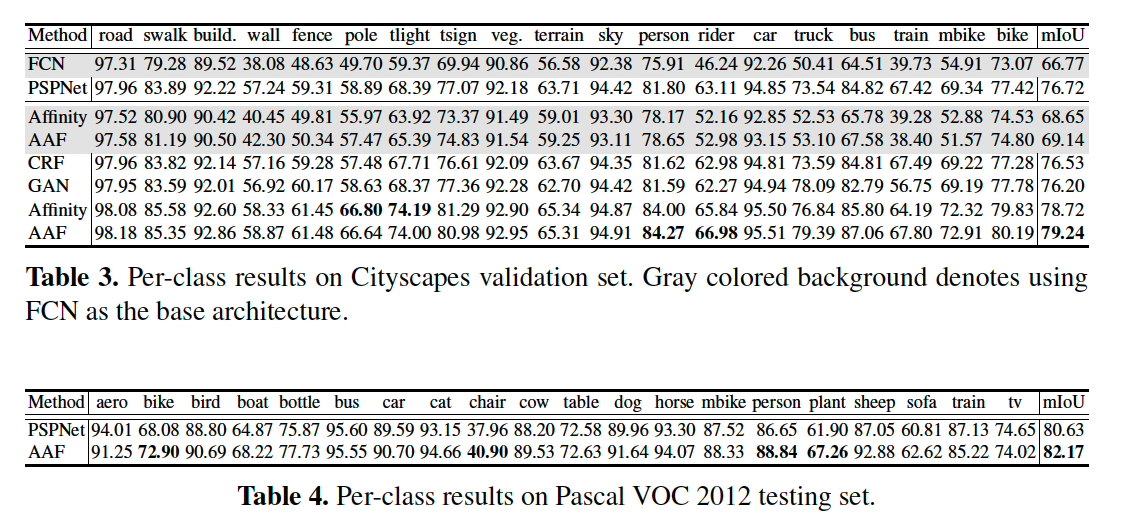 Method road swalk build. wall fence pole tlight tsign veg. terrain sky person rider car truck bus train mbike bike mIoU
FCN 97.31 79.28 89.52 38.08 48.63 49.70 59.37 69.94 90.86 56.58 92.38 75.91 46.24 92.26 50.41 64.51 39.73 54.91 73.07 66.77
PSPNet 97.96 83.89 92.22 57.24 59.31 58.89 68.39 77.07 92.18 63.71 94.42 81.80 63.11 94.85 73.54 84.82 67.42 69.34 77.42 76.72
Affinity 97.52 80.90 90.42 40.45 49.81 55.97 63.92 73.37 91.49 59.01 93.30 78.17 52.16 92.85 52.53 65.78 39.28 52.88 74.53 68.65
AAF 97.58 81.19 90.50 42.30 50.34 57.47 65.39 74.83 91.54 59.25 93.11 78.65 52.98 93.15 53.10 67.58 38.40 51.57 74.80 69.14
CRF 97.96 83.82 92.14 57.16 59.28 57.48 67.71 76.61 92.09 63.67 94.35 81.62 62.98 94.81 73.59 84.81 67.49 69.22 77.28 76.53
GAN 97.95 83.59 92.01 56.92 60.17 58.63 68.37 77.36 92.28 62.70 94.42 81.59 62.27 94.94 78.09 82.79 56.75 69.19 77.78 76.20
Affinity 98.08 85.58 92.60 58.33 61.45 66.80 74.19 81.29 92.90 65.34 94.87 84.00 65.84 95.50 76.84 85.80 64.19 72.32 79.83 78.72
AAF 98.18 85.35 92.86 58.87 61.48 66.64 74.00 80.98 92.95 65.31 94.91 84.27 66.98 95.51 79.39 87.06 67.80 72.91 80.19 79.24
Table 3. Per-class results on Cityscapes validation set. Gray colored background denotes using
FCN as the base architecture.
Method aero bike bird boat bottle bus car cat chair cow table dog horse mbike person plant sheep sofa train tv mIoU
PSPNet 94.01 68.08 88.80 64.87 75.87 95.60 89.59 93.15 37.96 88.20 72.58 89.96 93.30 87.52 86.65 61.90 87.05 60.81 87.13 74.65 80.63
AAF 91.25 72.90 90.69 68.22 77.73 95.55 90.70 94.66 40.90 89.53 72.63 91.64 94.07 88.33 88.84 67.26 92.88 62.62 85.22 74.02 82.17
Table 4. Per-class results on Pascal VOC 2012 testing set.